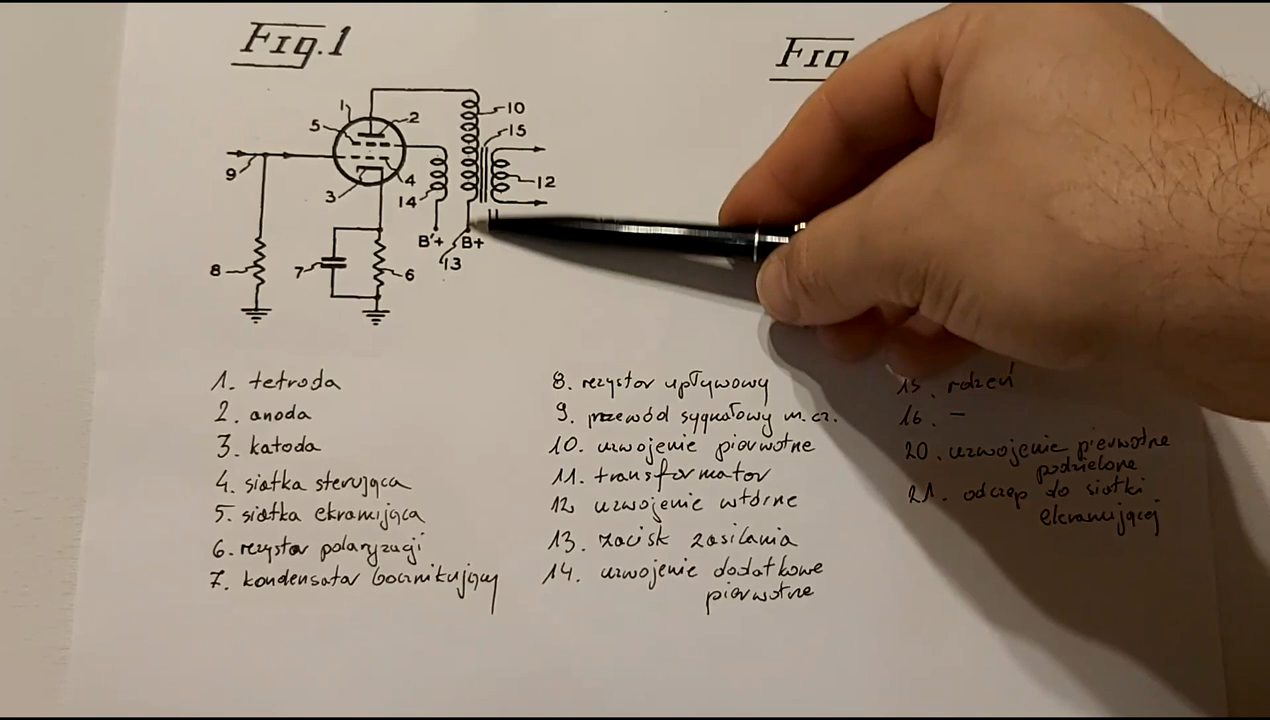 Fig. 1
1
2
5
10
15
9
3
4
14
12
8
7
6
B'+
B+
13
1. tetroda
2. anoda
3. katoda
4. siatka sterująca
5. siatka ekranująca
6. rezystor polaryzacji
7. kondensator bocznikujący
8. rezystor upływowy
9. przewód sygnałowy m.cz.
10. uzwojenie pierwotne
11. transformator
12 uzwojenie wtórne
13. zacisk zasilania
14. uzwojenie dodatkowe
pierwotne
15. rdzeń
16. –
20. uzwojenie pierwotne
podzielone
21. odczep do siatki
ekranującej